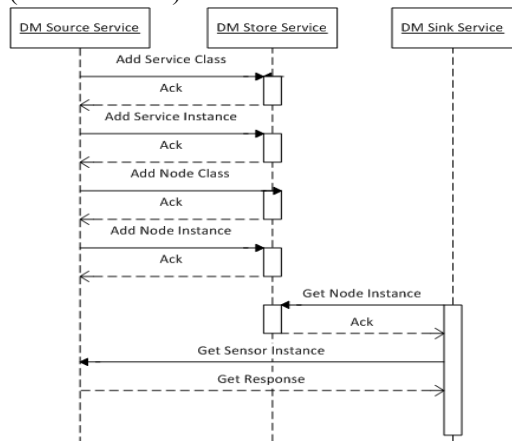 DM Source Service
DM Store Service
DM Sink Service
Add Service Class
Ack
Add Service Instance
Ack
Add Node Class
Ack
Add Node Instance
Ack
Get Node Instance
Ack
Get Sensor Instance
Get Response